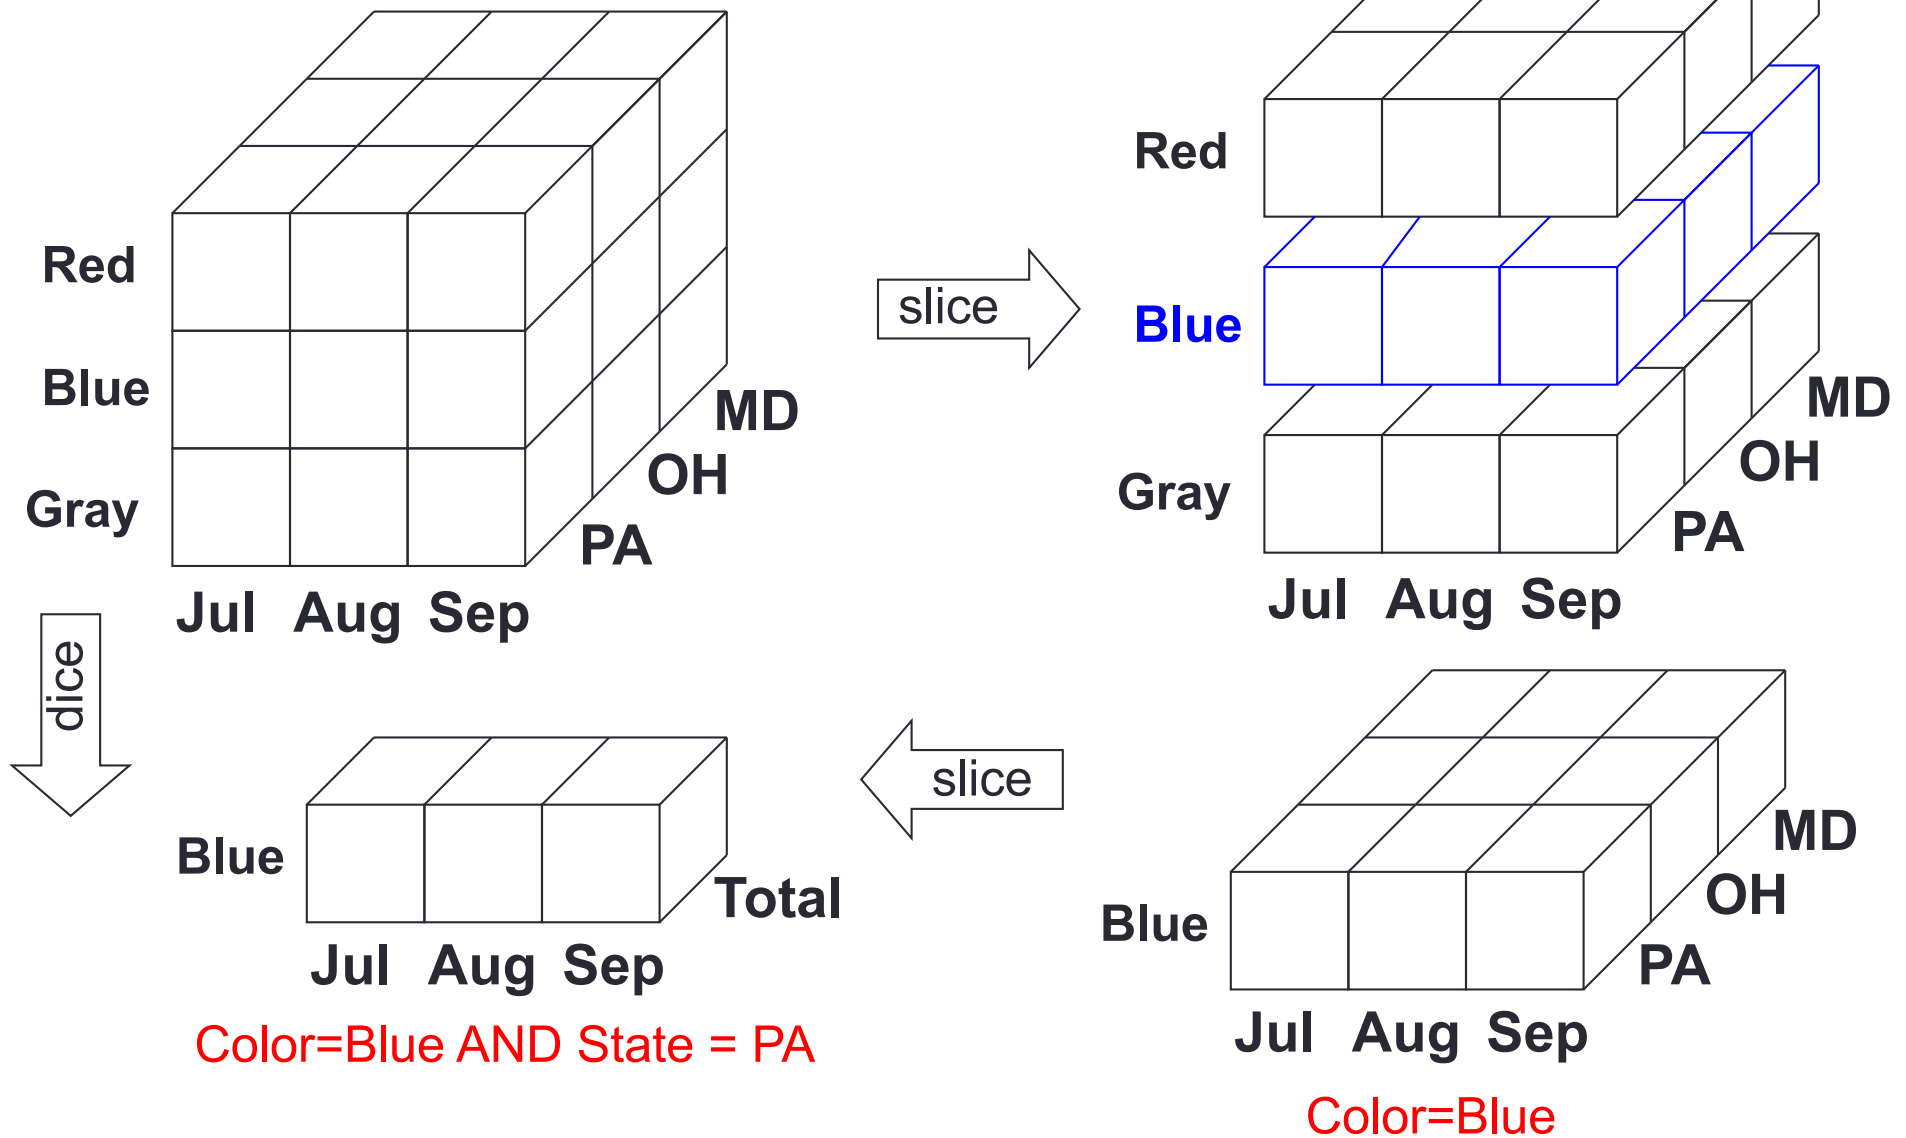 Red
Blue
Gray
Jul Aug Sep
PA
OH
MD
slice
Red
Blue
Gray
Jul Aug Sep
PA
OH
MD
dice
Blue
Jul Aug Sep
Total
Color=Blue AND State = PA
slice
Blue
Jul Aug Sep
PA
OH
MD
Color=Blue